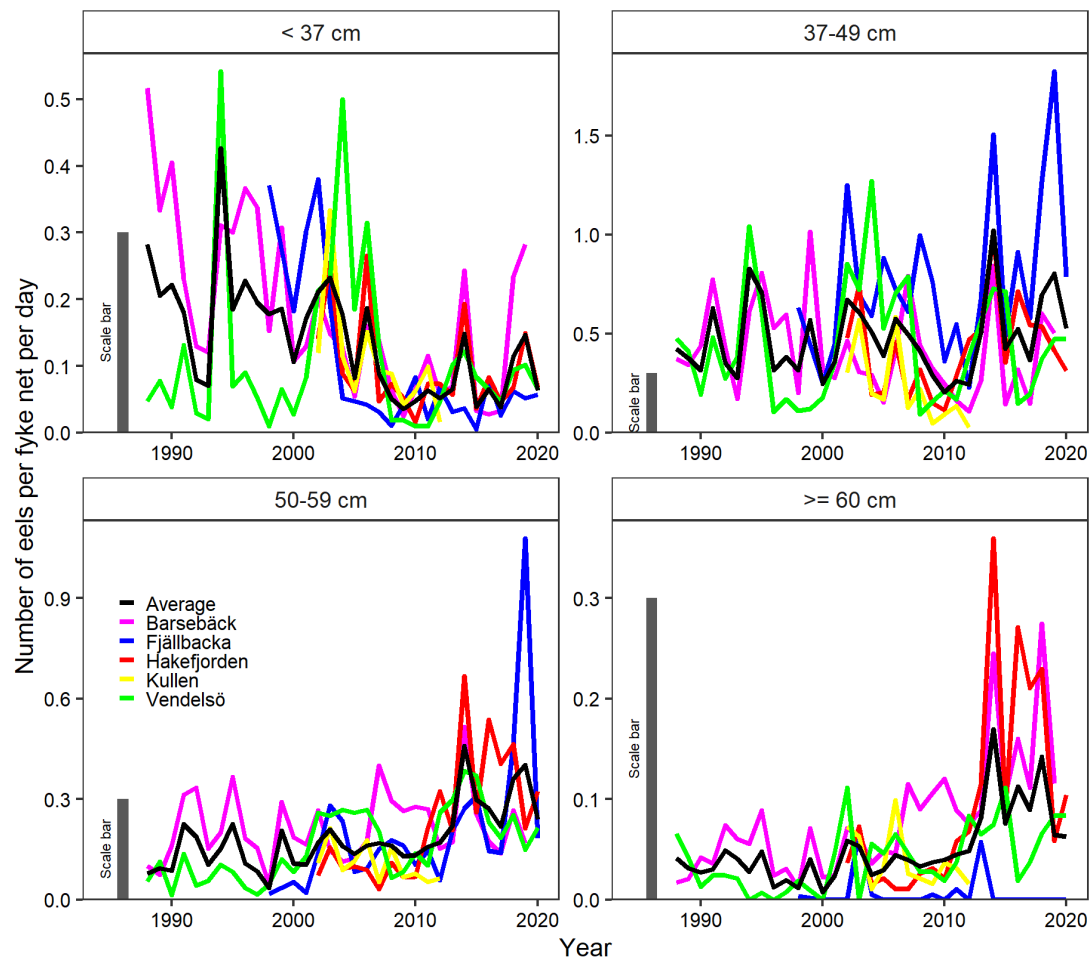 < 37 cm
37-49 cm
0.5
0.4
0.3
0.2
0.1
0.0
Scale bar
1990
2000
2010
2020
1.5
1.0
0.5
0.0
Scale bar
1990
2000
2010
2020
Number of eels per fyke net per day
50-59 cm
>= 60 cm
0.9
0.6
0.3
0.0
Scale bar
Average
Barsebäck
Fjällbacka
Hakefjorden
Kullen
Vendelsö
1990
2000
2010
2020
0.3
0.2
0.1
0.0
Scale bar
1990
2000
2010
2020
Year